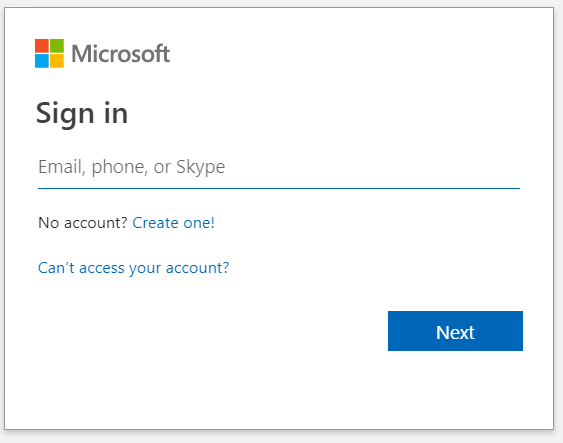 Microsoft
Sign in
Email, phone, or Skype
No account? Create one!
Can't access your account?
Next